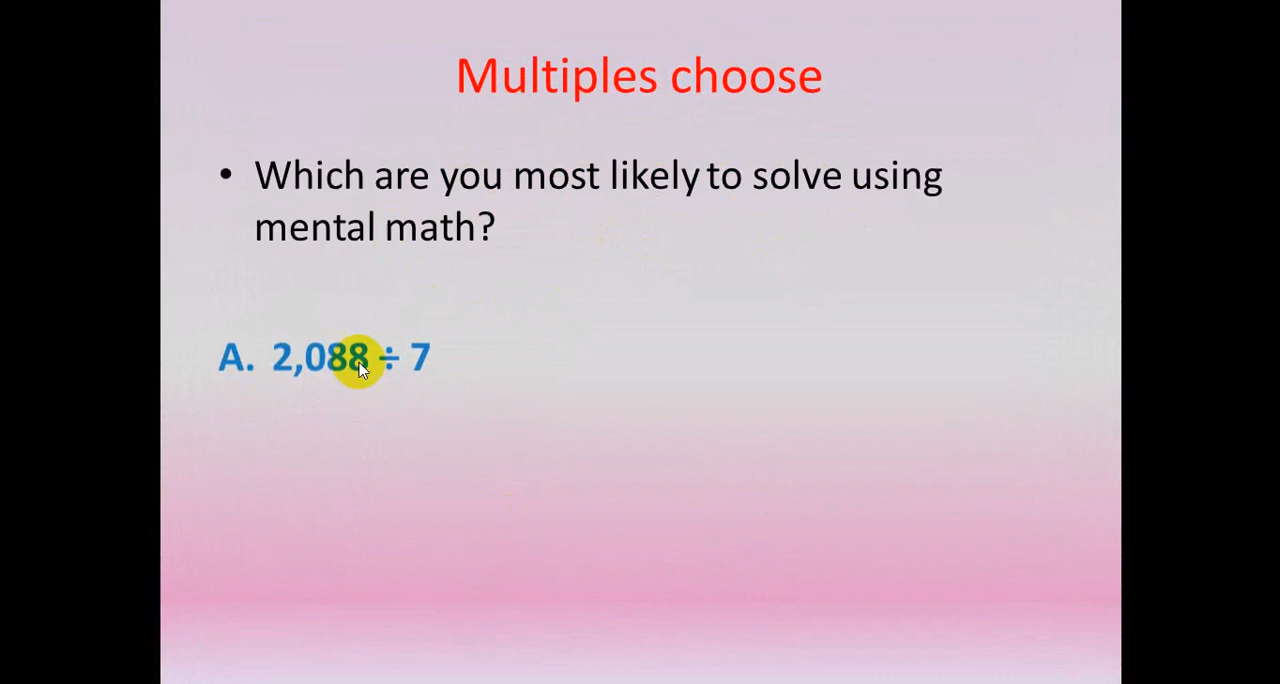 Multiples choose
• Which are you most likely to solve using
mental math?
A. 2,088 ÷ 7